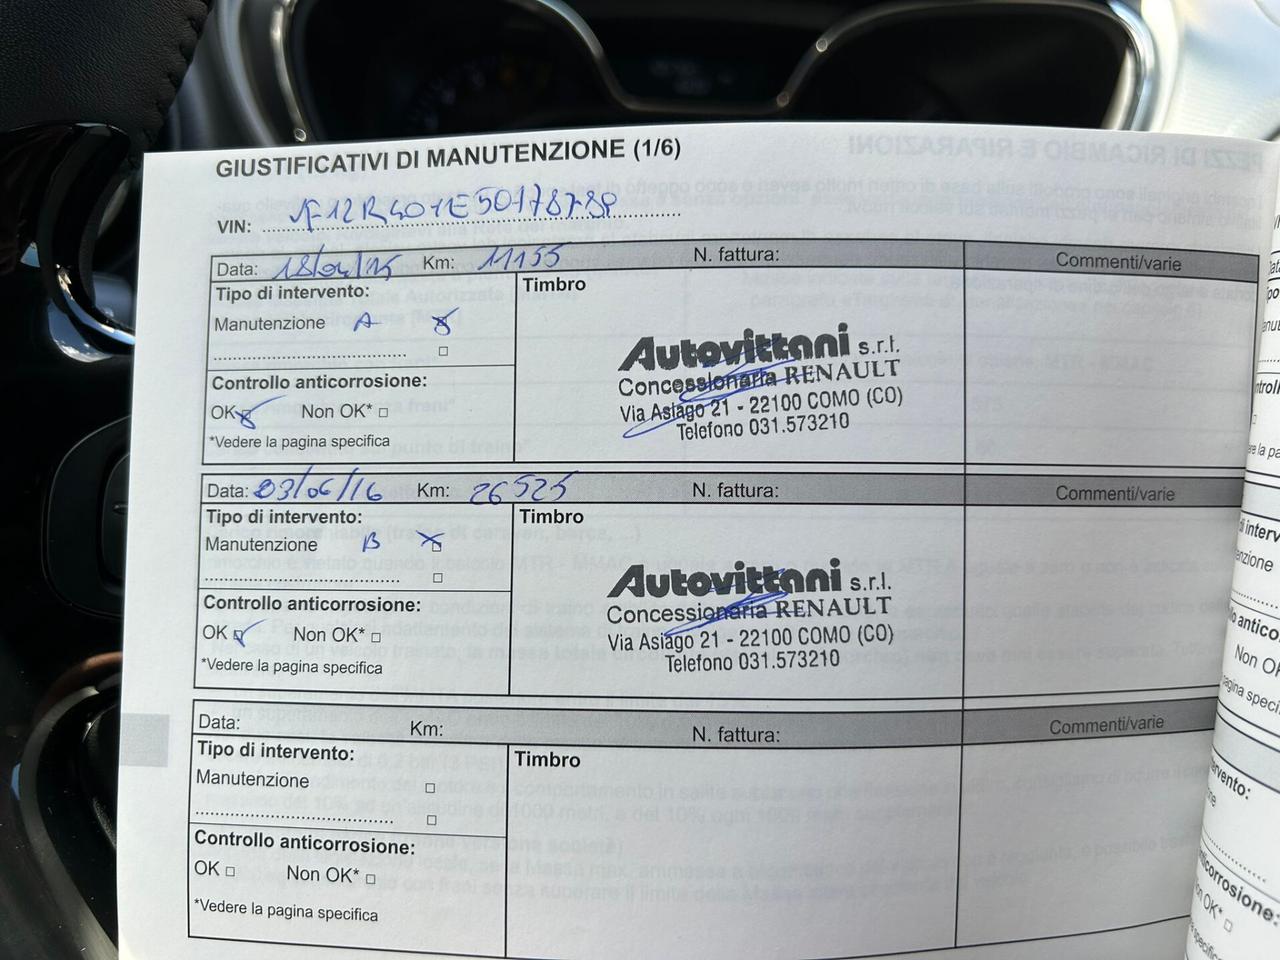 GIUSTIFICATIVI DI MANUTENZIONE (1/6)
VIN: VF12R401E50178789
Data: 18/04/15 Km: 11155 N. fattura: Commenti/varie
Tipo di intervento: Timbro
Manutenzione A
Autovittani s.r.l.
Concessionaria RENAULT
Via Asiago 21 - 22100 COMO (CO)
Telefono 031.573210
Controllo anticorrosione:
OK Non OK*
*Vedere la pagina specifica
Data: 03/06/16 Km: 26525 N. fattura: Commenti/varie
Tipo di intervento: Timbro
Manutenzione B
Autovittani s.r.l.
Concessionaria RENAULT
Via Asiago 21 - 22100 COMO (CO)
Telefono 031.573210
Controllo anticorrosione:
OK Non OK*
*Vedere la pagina specifica
Data: Km: N. fattura: Commenti/varie
Tipo di intervento: Timbro
Manutenzione
Controllo anticorrosione:
OK Non OK*
*Vedere la pagina specifica